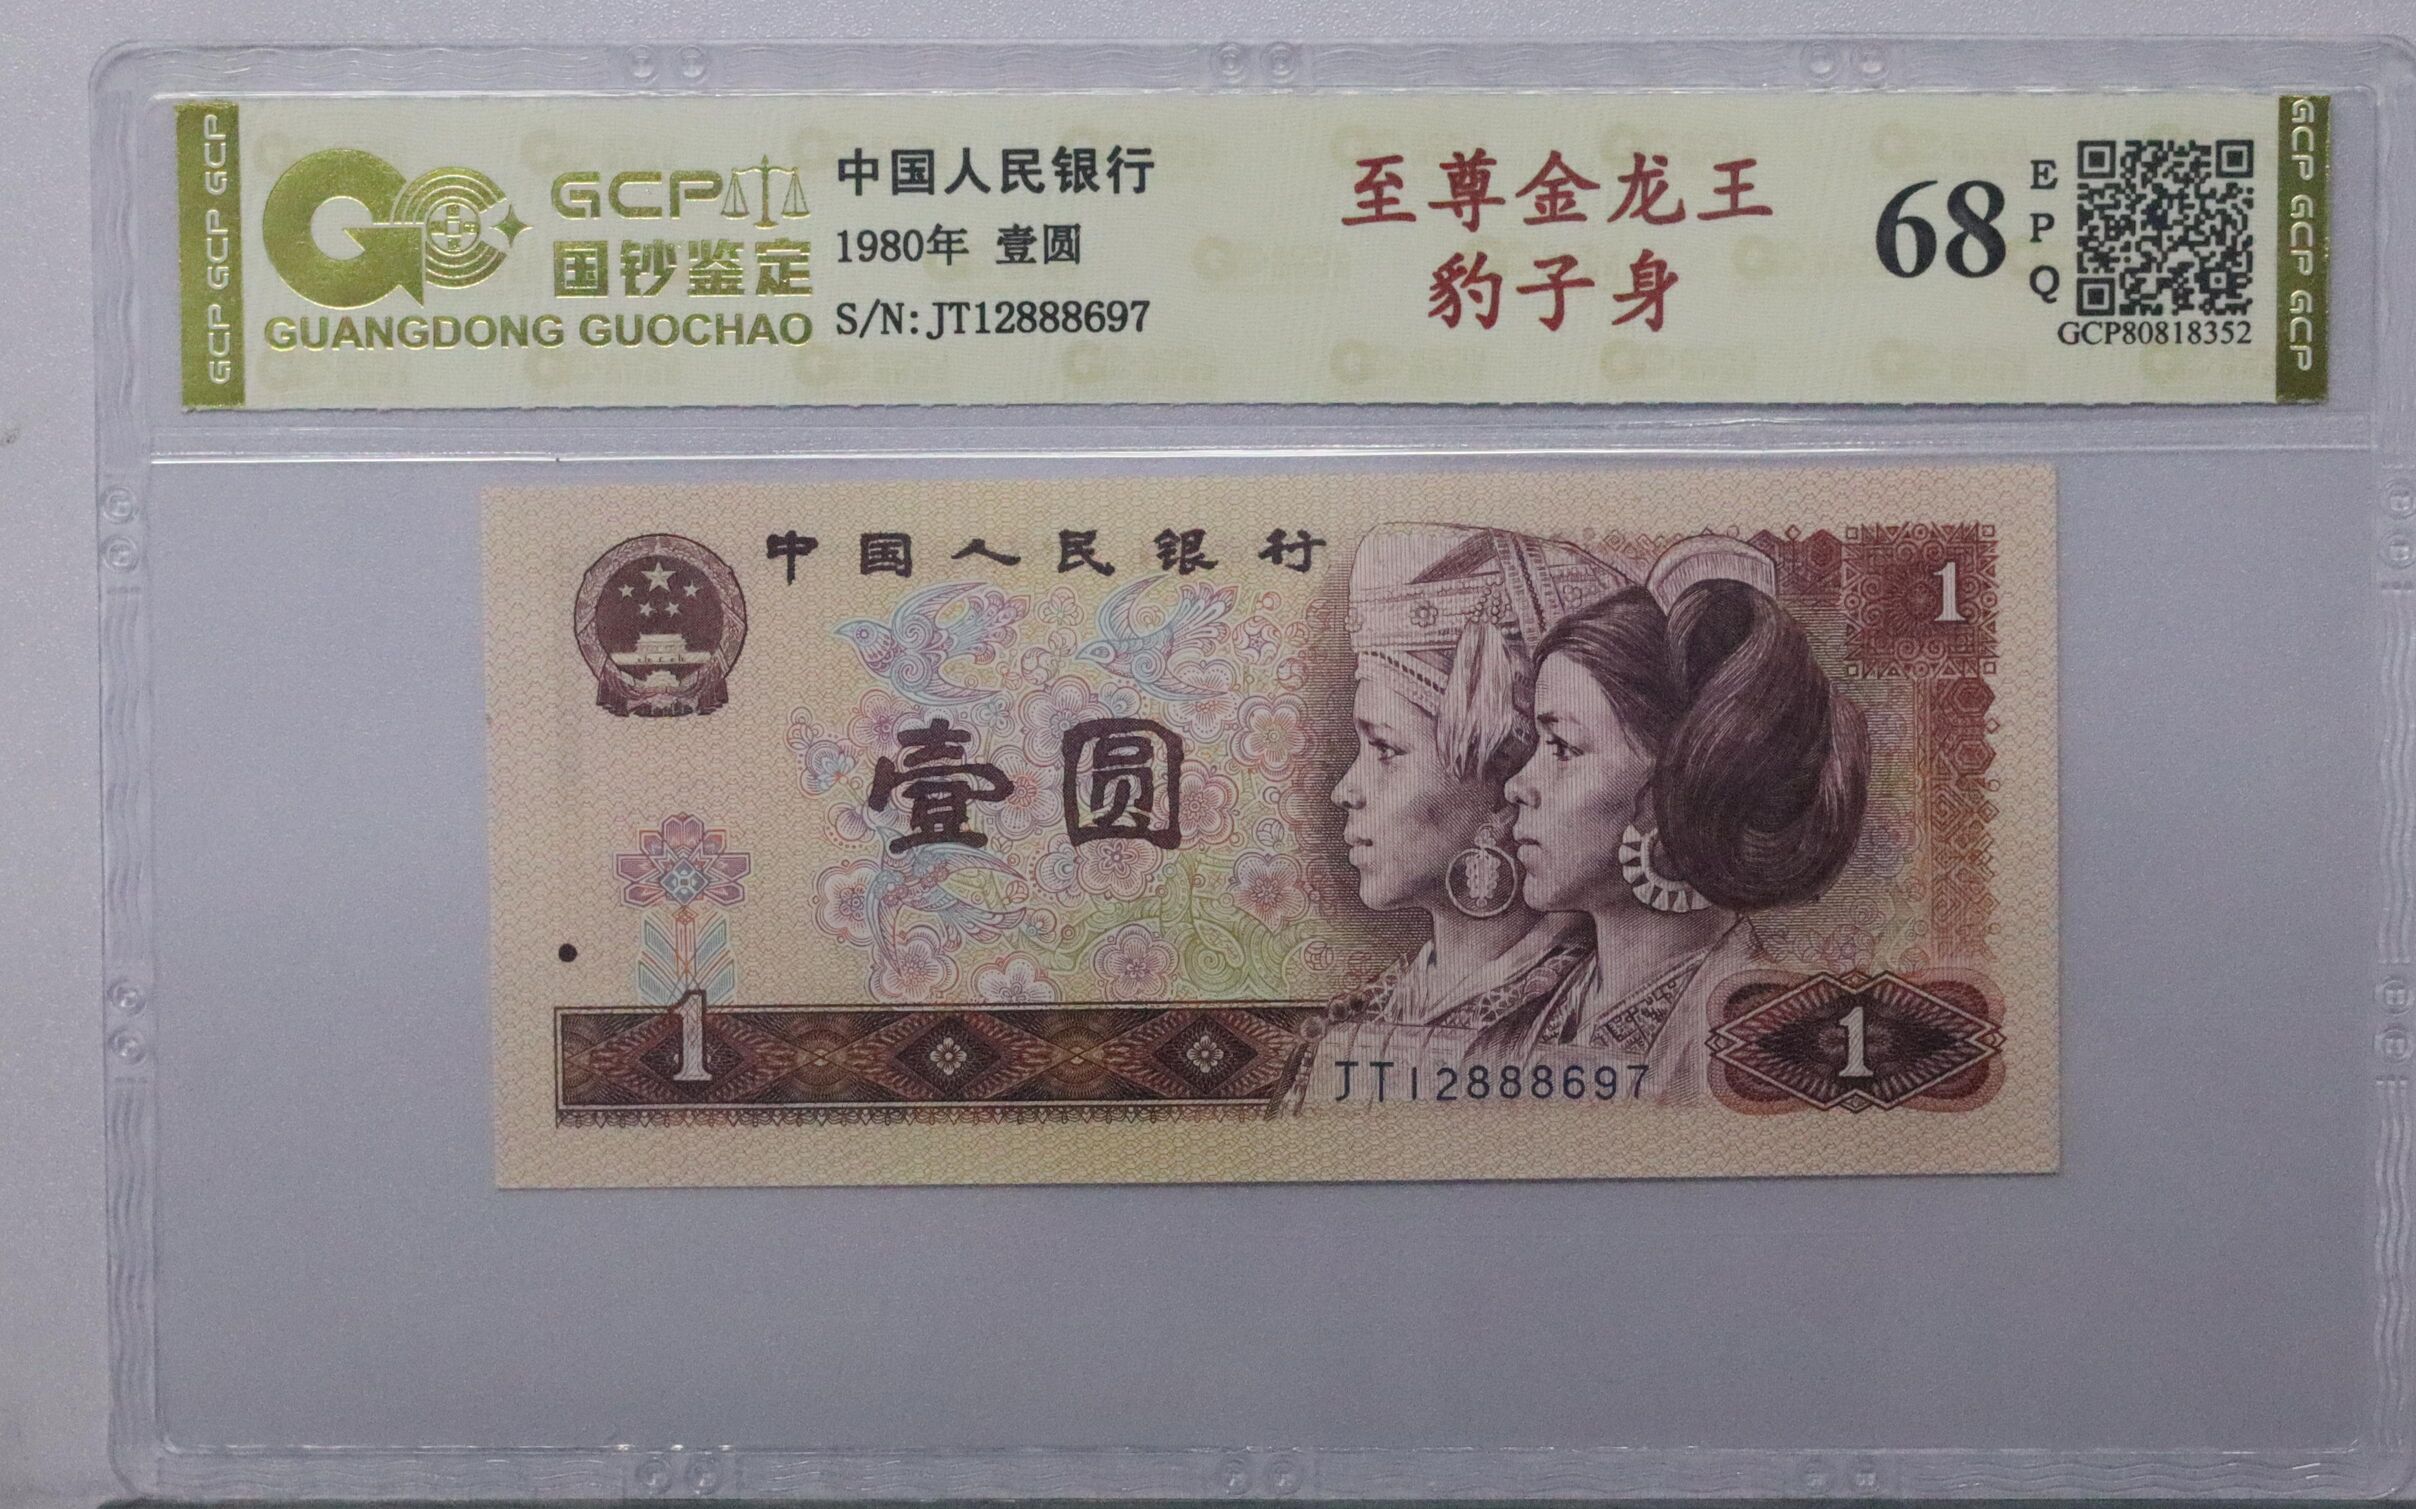 GCP GCP GCP
GCP
国钞鉴定
GUANGDONG GUOCHAO
中国人民银行
1980年 壹圆
S/N:JT12888697
至尊金龙王
豹子身
68
E
P
Q
GCP80818352
GCP GCP GCP
中国人民银行
1
壹圆
1
JT12888697
1